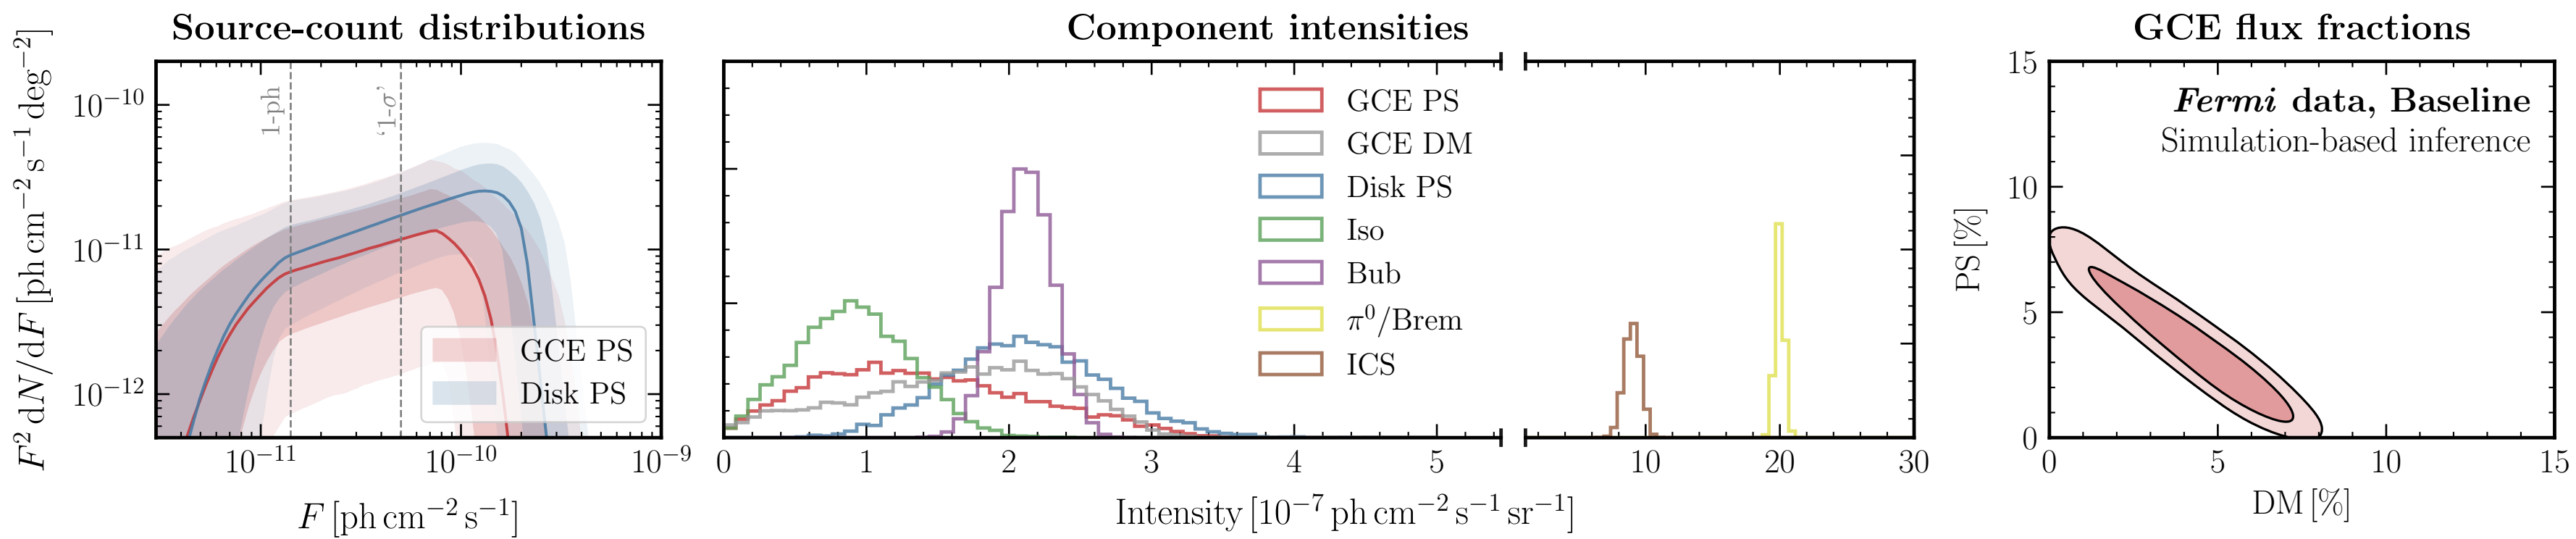 Source-count distributions
F² dN/dF [ph cm⁻² s⁻¹ deg⁻²]
10⁻¹⁰
10⁻¹¹
10⁻¹²
1-ph
‘1-σ’
GCE PS
Disk PS
10⁻¹¹ 10⁻¹⁰ 10⁻⁹
F [ph cm⁻² s⁻¹]
Component intensities
GCE PS
GCE DM
Disk PS
Iso
Bub
π⁰/Brem
ICS
0 1 2 3 4 5 10 20 30
Intensity [10⁻⁷ ph cm⁻² s⁻¹ sr⁻¹]
GCE flux fractions
Fermi data, Baseline
Simulation-based inference
PS [%]
15
10
5
0
0 5 10 15
DM [%]